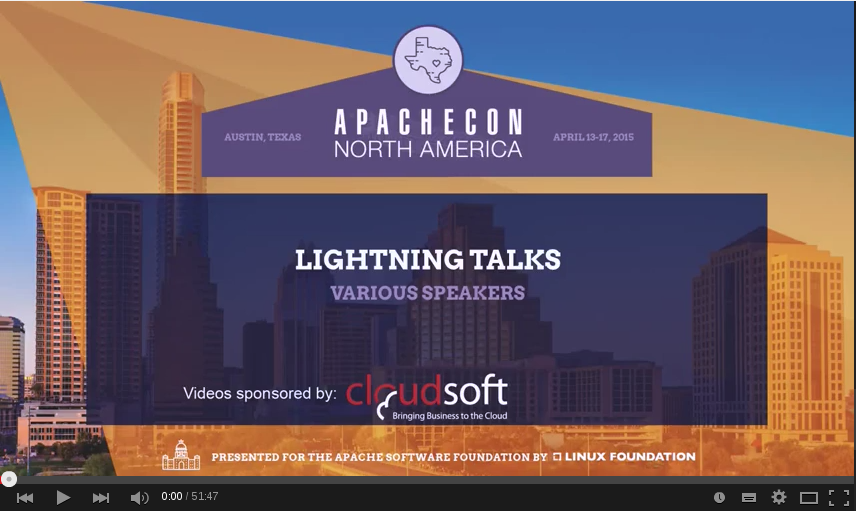 APACHECON
AUSTIN, TEXAS
NORTH AMERICA
APRIL 13-17, 2015
LIGHTNING TALKS
VARIOUS SPEAKERS
Videos sponsored by:
cloudsoft
Bringing Business to the Cloud
PRESENTED FOR THE APACHE SOFTWARE FOUNDATION BY LINUX FOUNDATION
0:00 / 51:47